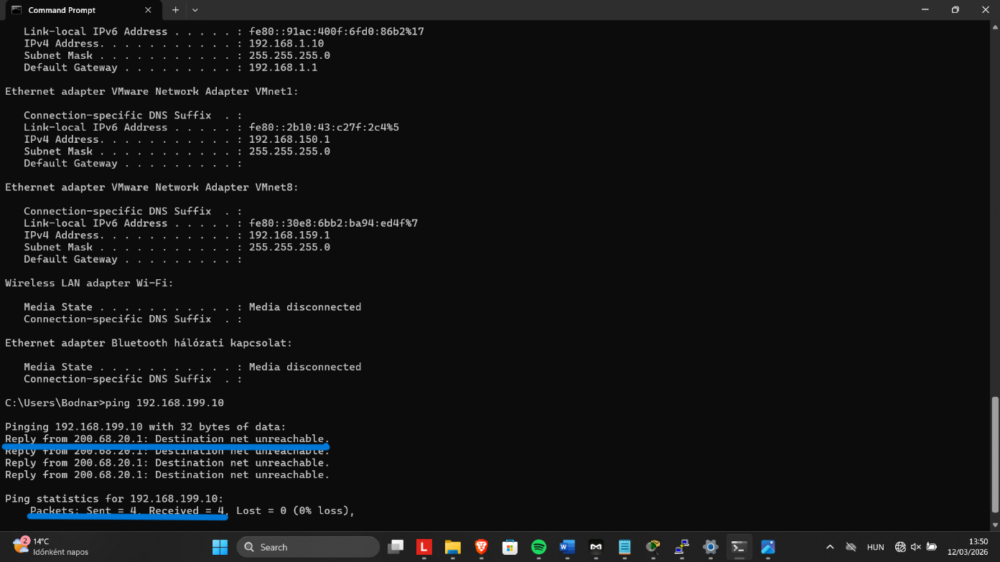 Command Prompt
Link-local IPv6 Address . . . . . : fe80::91ac:400f:6fd0:86b2%17
IPv4 Address. . . . . . . . . . . : 192.168.1.10
Subnet Mask . . . . . . . . . . . : 255.255.255.0
Default Gateway . . . . . . . . . : 192.168.1.1
Ethernet adapter VMware Network Adapter VMnet1:
Connection-specific DNS Suffix  . :
Link-local IPv6 Address . . . . . : fe80::2b10:43:c27f:2c4%5
IPv4 Address. . . . . . . . . . . : 192.168.150.1
Subnet Mask . . . . . . . . . . . : 255.255.255.0
Default Gateway . . . . . . . . . :
Ethernet adapter VMware Network Adapter VMnet8:
Connection-specific DNS Suffix  . :
Link-local IPv6 Address . . . . . : fe80::30e8:6bb2:ba94:ed4f%7
IPv4 Address. . . . . . . . . . . : 192.168.159.1
Subnet Mask . . . . . . . . . . . : 255.255.255.0
Default Gateway . . . . . . . . . :
Wireless LAN adapter Wi-Fi:
Media State . . . . . . . . . . . : Media disconnected
Connection-specific DNS Suffix  . :
Ethernet adapter Bluetooth hálózati kapcsolat:
Media State . . . . . . . . . . . : Media disconnected
Connection-specific DNS Suffix  . :
C:\Users\Bodnar>ping 192.168.199.10
Pinging 192.168.199.10 with 32 bytes of data:
Reply from 200.68.20.1: Destination net unreachable.
Reply from 200.68.20.1: Destination net unreachable.
Reply from 200.68.20.1: Destination net unreachable.
Reply from 200.68.20.1: Destination net unreachable.
Ping statistics for 192.168.199.10:
Packets: Sent = 4, Received = 4, Lost = 0 (0% loss),
2
14°C
Időnként napos
Search
L
W
HUN
13:50
12/03/2026